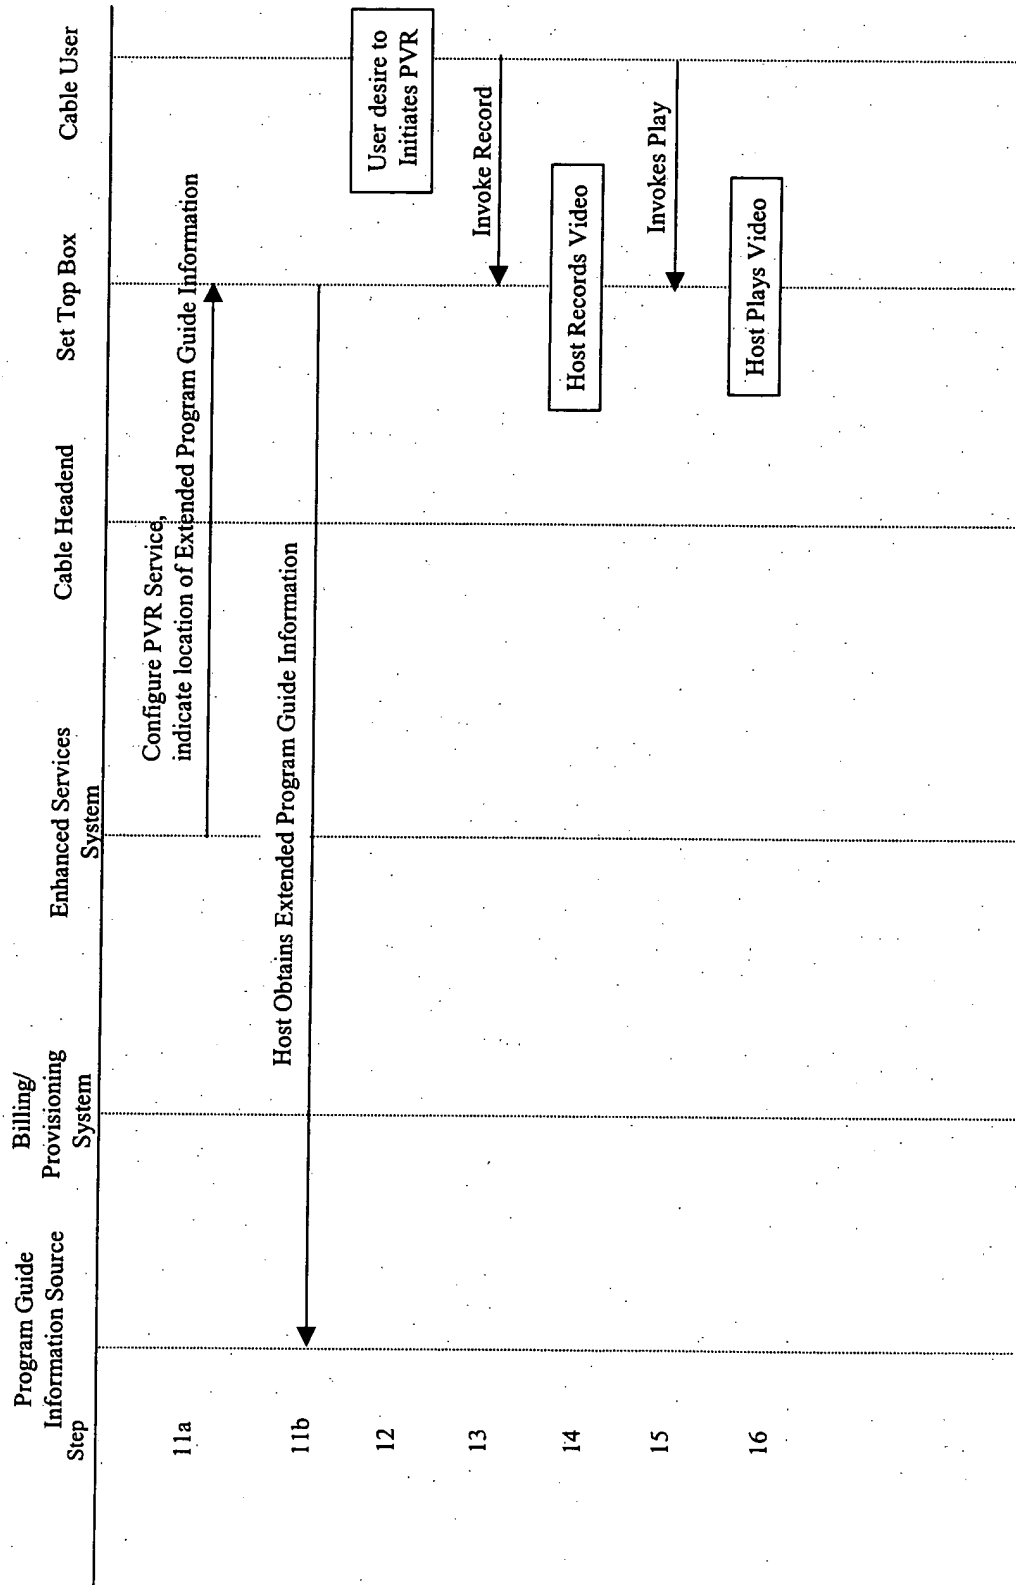 Step
Program Guide
Information Source
Billing/
Provisioning
System
Enhanced Services
System
Cable Headend
Set Top Box
Cable User
11a
Configure PVR Service,
indicate location of Extended Program Guide Information
11b
Host Obtains Extended Program Guide Information
12
User desire to
Initiates PVR
13
Invoke Record
14
Host Records Video
15
Invokes Play
16
Host Plays Video